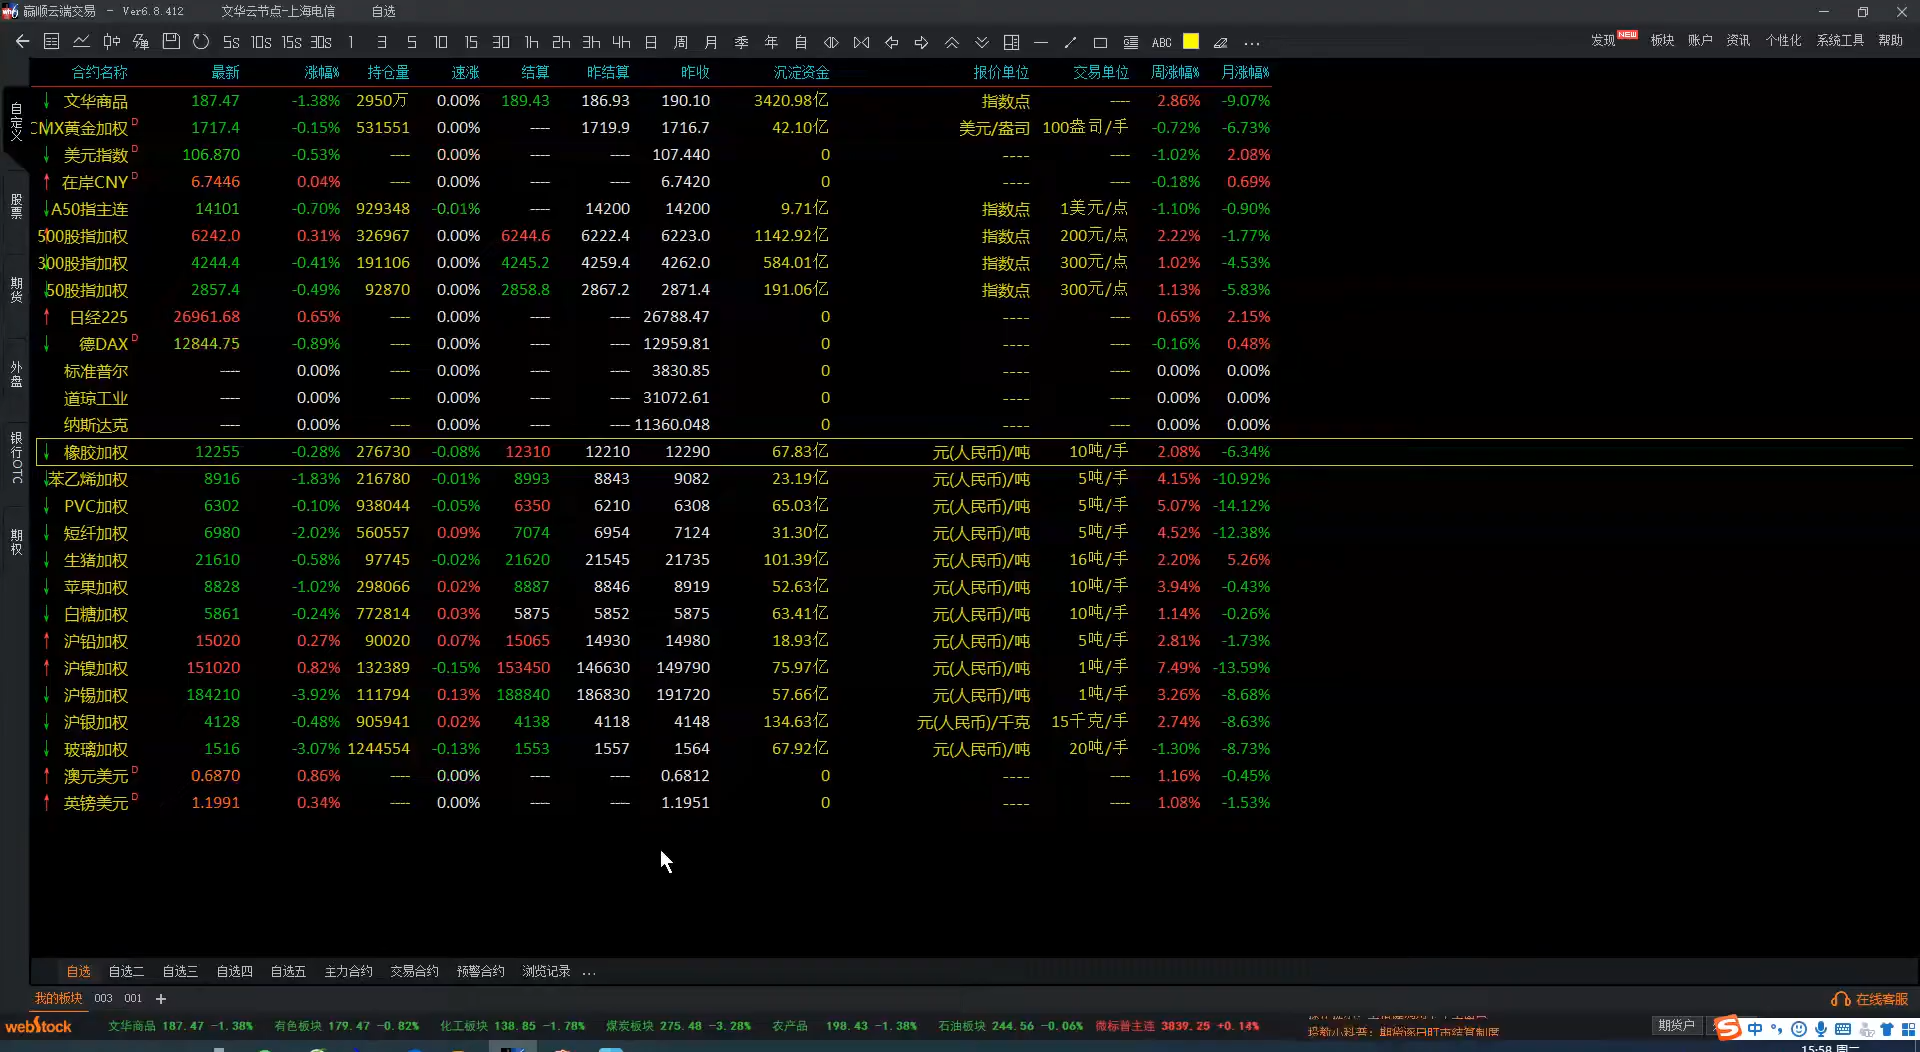 赢顺云端交易 - Ver6.8.412 文华云节点-上海电信 自选
5s 10s 15s 30s 1 3 5 10 15 30 1h 2h 3h 4h 日 周 月 季 年 自 ABC ... 发现 NEW 板块 账户 资讯 个性化 系统工具 帮助
合约名称 最新 涨幅% 持仓量 速涨 结算 昨结算 昨收 沉淀资金 报价单位 交易单位 周涨幅% 月涨幅%
自定义
股票
期货
外盘
银行OTC
期权
文华商品 187.47 -1.38% 2950万 0.00% 189.43 186.93 190.10 3420.98亿 指数点 ---- 2.86% -9.07%
CMX黄金加权D 1717.4 -0.15% 531551 0.00% ---- 1719.9 1716.7 42.10亿 美元/盎司 100盎司/手 -0.72% -6.73%
美元指数D 106.870 -0.53% ---- 0.00% ---- ---- 107.440 0 ---- ---- -1.02% 2.08%
在岸CNYD 6.7446 0.04% ---- 0.00% ---- ---- 6.7420 0 ---- ---- -0.18% 0.69%
A50指主连 14101 -0.70% 929348 -0.01% ---- 14200 14200 9.71亿 指数点 1美元/点 -1.10% -0.90%
500股指加权 6242.0 0.31% 326967 0.00% 6244.6 6222.4 6223.0 1142.92亿 指数点 200元/点 2.22% -1.77%
300股指加权 4244.4 -0.41% 191106 0.00% 4245.2 4259.4 4262.0 584.01亿 指数点 300元/点 1.02% -4.53%
50股指加权 2857.4 -0.49% 92870 0.00% 2858.8 2867.2 2871.4 191.06亿 指数点 300元/点 1.13% -5.83%
日经225 26961.68 0.65% ---- 0.00% ---- ---- 26788.47 0 ---- ---- 0.65% 2.15%
德DAXD 12844.75 -0.89% ---- 0.00% ---- ---- 12959.81 0 ---- ---- -0.16% 0.48%
标准普尔 ---- 0.00% ---- 0.00% ---- ---- 3830.85 0 ---- ---- 0.00% 0.00%
道琼工业 ---- 0.00% ---- 0.00% ---- ---- 31072.61 0 ---- ---- 0.00% 0.00%
纳斯达克 ---- 0.00% ---- 0.00% ---- ---- 11360.048 0 ---- ---- 0.00% 0.00%
橡胶加权 12255 -0.28% 276730 -0.08% 12310 12210 12290 67.83亿 元(人民币)/吨 10吨/手 2.08% -6.34%
苯乙烯加权 8916 -1.83% 216780 -0.01% 8993 8843 9082 23.19亿 元(人民币)/吨 5吨/手 4.15% -10.92%
PVC加权 6302 -0.10% 938044 -0.05% 6350 6210 6308 65.03亿 元(人民币)/吨 5吨/手 5.07% -14.12%
短纤加权 6980 -2.02% 560557 0.09% 7074 6954 7124 31.30亿 元(人民币)/吨 5吨/手 4.52% -12.38%
生猪加权 21610 -0.58% 97745 -0.02% 21620 21545 21735 101.39亿 元(人民币)/吨 16吨/手 2.20% 5.26%
苹果加权 8828 -1.02% 298066 0.02% 8887 8846 8919 52.63亿 元(人民币)/吨 10吨/手 3.94% -0.43%
白糖加权 5861 -0.24% 772814 0.03% 5875 5852 5875 63.41亿 元(人民币)/吨 10吨/手 1.14% -0.26%
沪铅加权 15020 0.27% 90020 0.07% 15065 14930 14980 18.93亿 元(人民币)/吨 5吨/手 2.81% -1.73%
沪镍加权 151020 0.82% 132389 -0.15% 153450 146630 149790 75.97亿 元(人民币)/吨 1吨/手 7.49% -13.59%
沪锡加权 184210 -3.92% 111794 0.13% 188840 186830 191720 57.66亿 元(人民币)/吨 1吨/手 3.26% -8.68%
沪银加权 4128 -0.48% 905941 0.02% 4138 4118 4148 134.63亿 元(人民币)/千克 15千克/手 2.74% -8.63%
玻璃加权 1516 -3.07% 1244554 -0.13% 1553 1557 1564 67.92亿 元(人民币)/吨 20吨/手 -1.30% -8.73%
澳元美元D 0.6870 0.86% ---- 0.00% ---- ---- 0.6812 0 ---- ---- 1.16% -0.45%
英镑美元D 1.1991 0.34% ---- 0.00% ---- ---- 1.1951 0 ---- ---- 1.08% -1.53%
自选 自选二 自选三 自选四 自选五 主力合约 交易合约 预警合约 浏览记录 ...
我的板块 003 001 + 在线客服
webstock 文华商品 187.47 -1.38% 有色板块 179.47 -0.82% 化工板块 138.85 -1.78% 煤炭板块 275.48 -3.28% 农产品 198.43 -1.38% 石油板块 244.56 -0.06% 微标普主连 3839.25 +0.14% 期货户 中
15:58 周二